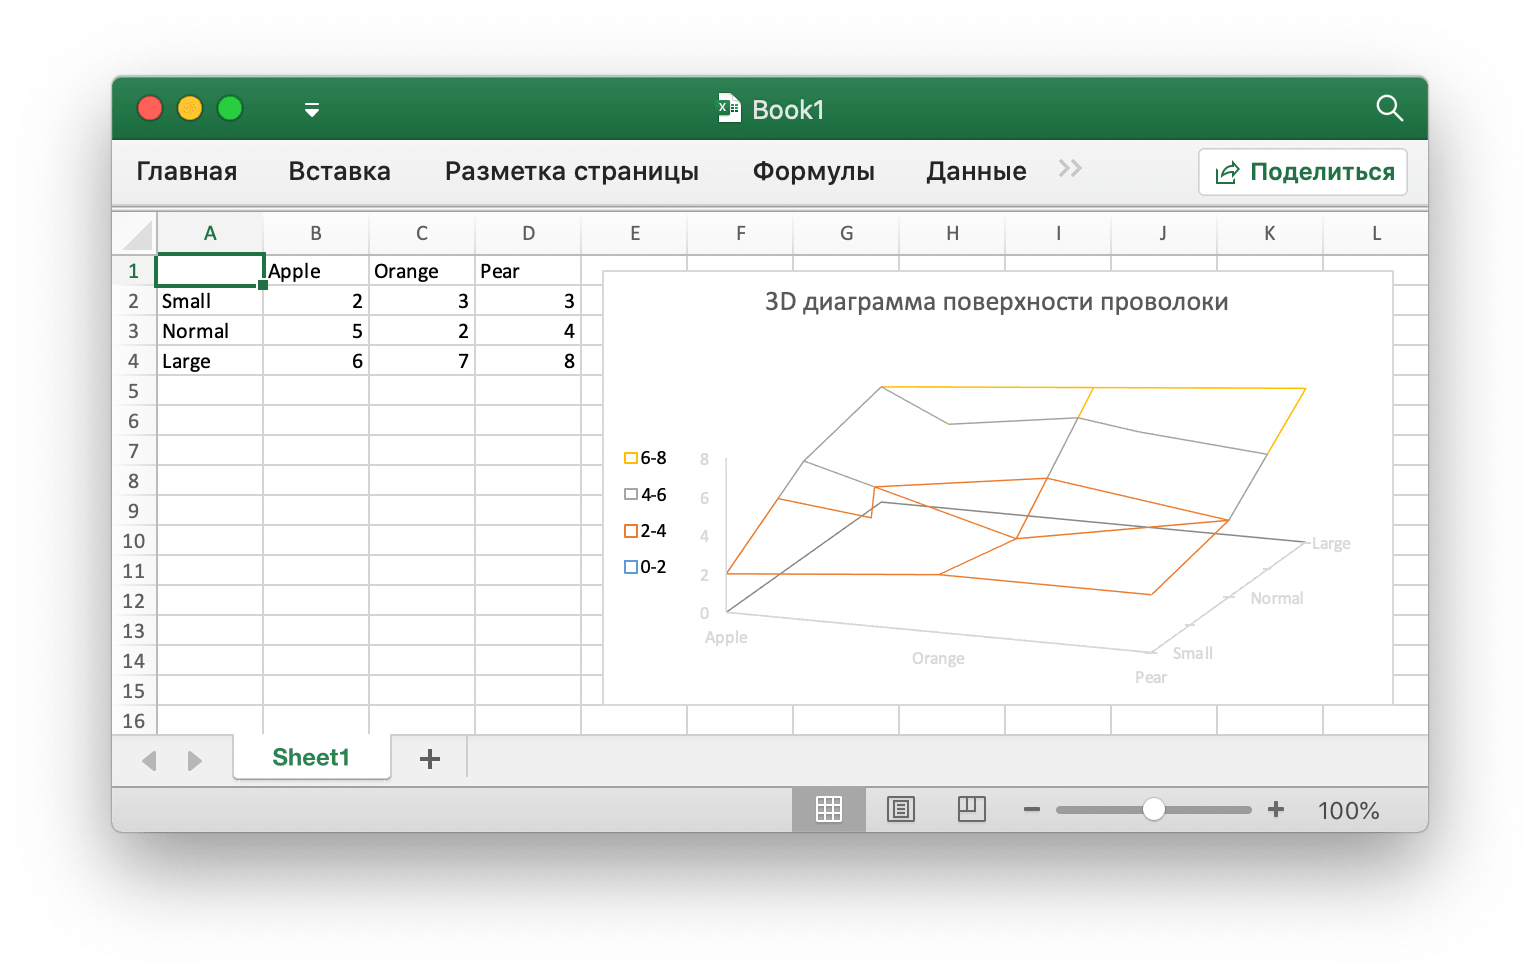 Book1
Главная Вставка Разметка страницы Формулы Данные Поделиться
A B C D E F G H I J K L
1 Apple Orange Pear
2 Small 2 3 3
3 Normal 5 2 4
4 Large 6 7 8
5
6
7
8
9
10
11
12
13
14
15
16
3D диаграмма поверхности проволоки
6-8
4-6
2-4
0-2
8
6
4
2
0
Apple
Orange
Pear
Small
Normal
Large
Sheet1
100%